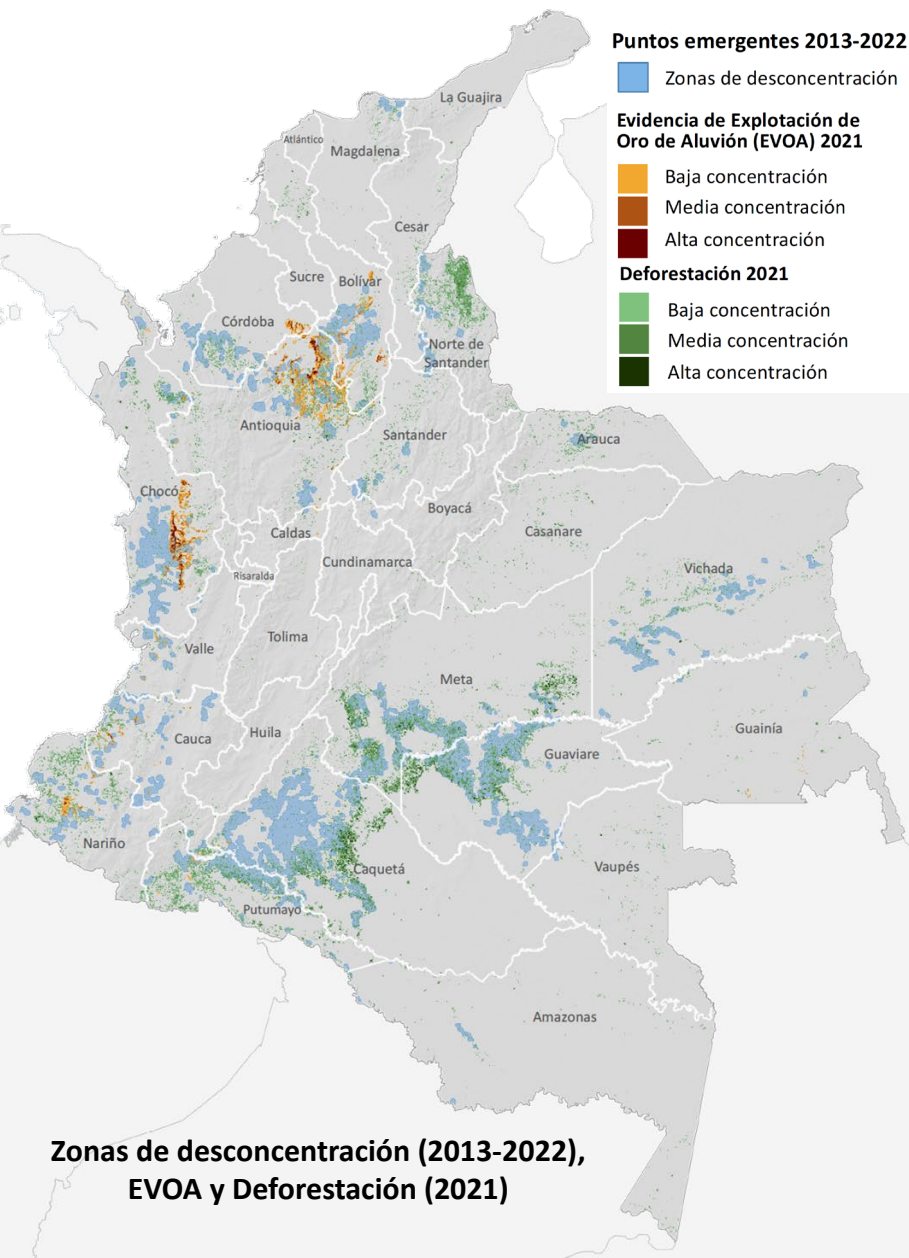 Puntos emergentes 2013-2022
Zonas de desconcentración
Evidencia de Explotación de
Oro de Aluvión (EVOA) 2021
Baja concentración
Media concentración
Alta concentración
Deforestación 2021
Baja concentración
Media concentración
Alta concentración
La Guajira
Atlántico
Magdalena
Cesar
Sucre
Bolívar
Córdoba
Norte de
Santander
Antioquia
Santander
Arauca
Chocó
Boyacá
Caldas
Casanare
Cundinamarca
Risaralda
Vichada
Tolima
Valle
Meta
Cauca
Huila
Guainía
Guaviare
Nariño
Caquetá
Vaupés
Putumayo
Amazonas
Zonas de desconcentración (2013-2022),
EVOA y Deforestación (2021)